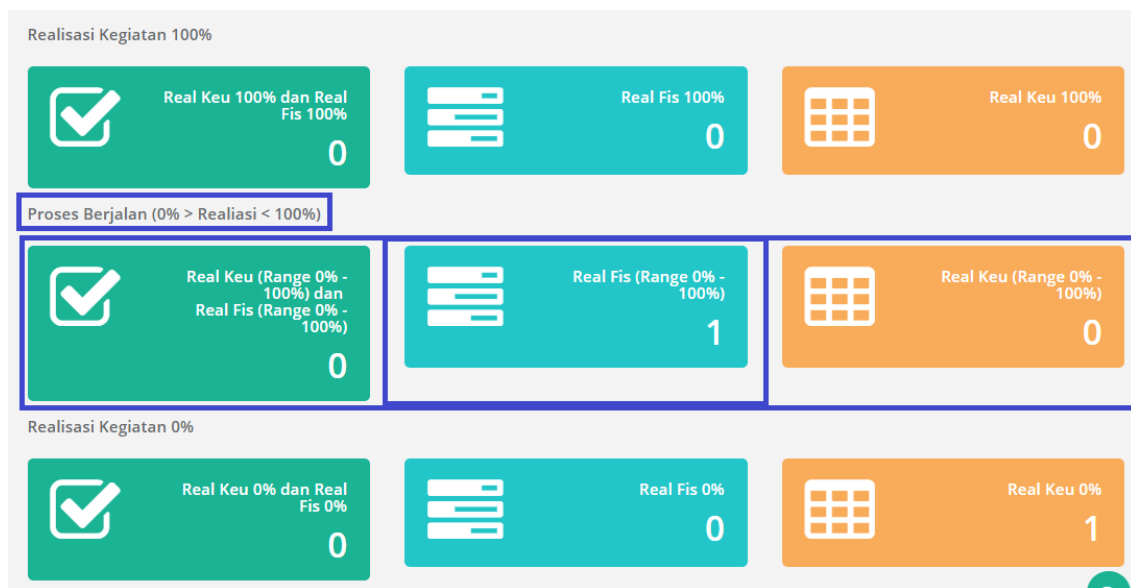 Realisasi Kegiatan 100%
Real Keu 100% dan Real
Fis 100%
0
Real Fis 100%
0
Real Keu 100%
0
Proses Berjalan (0% > Realiasi < 100%)
Real Keu (Range 0% -
100%) dan
Real Fis (Range 0% -
100%)
0
Real Fis (Range 0% -
100%)
1
Real Keu (Range 0% -
100%)
0
Realisasi Kegiatan 0%
Real Keu 0% dan Real
Fis 0%
0
Real Fis 0%
0
Real Keu 0%
1